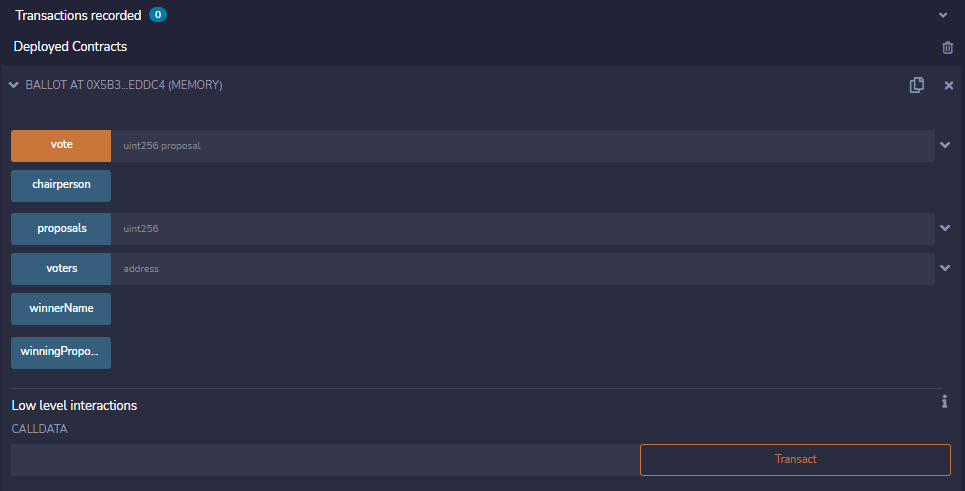 Transactions recorded 0
Deployed Contracts
BALLOT AT 0X5B3...EDDC4 (MEMORY)
vote uint256 proposal
chairperson
proposals uint256
voters address
winnerName
winningPropo...
Low level interactions
CALLDATA
Transact